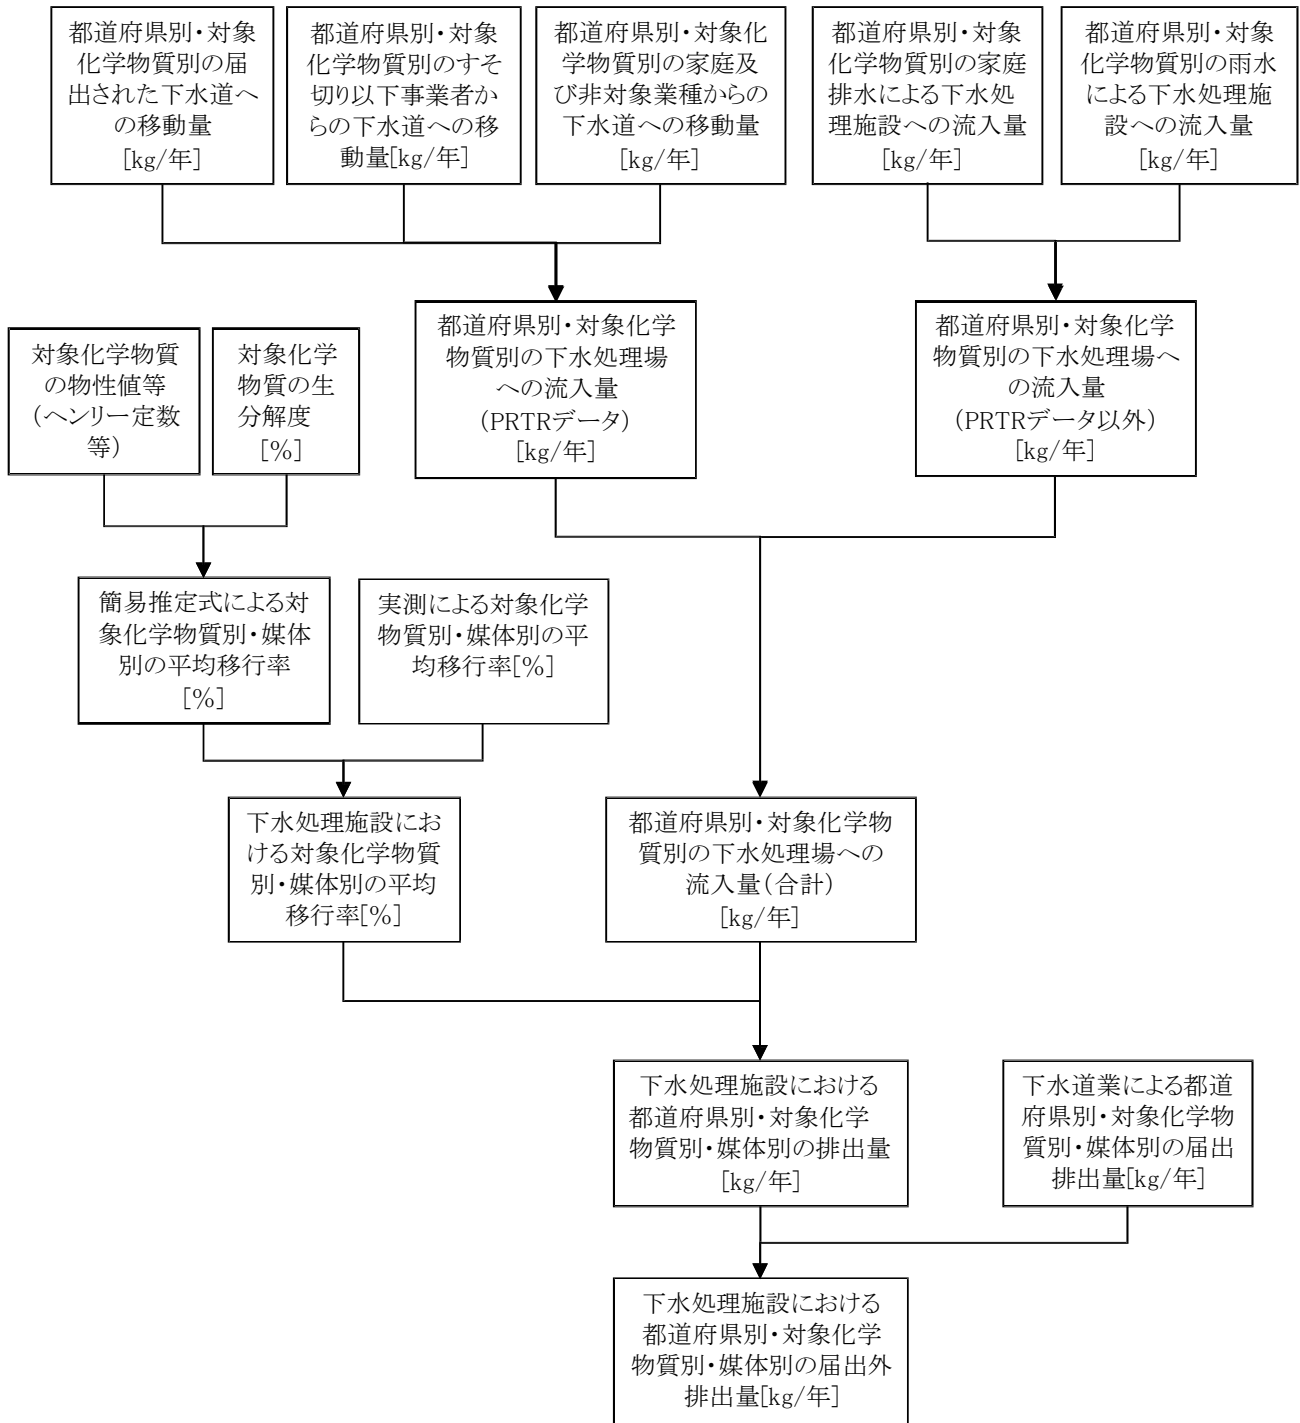 都道府県別・対象
化学物質別の届
出された下水道へ
の移動量
[kg/年]
都道府県別・対象
化学物質別のすそ
切り以下事業者か
らの下水道への移
動量[kg/年]
都道府県別・対象化
学物質別の家庭及
び非対象業種からの
下水道への移動量
[kg/年]
都道府県別・対象
化学物質別の家庭
排水による下水処
理施設への流入量
[kg/年]
都道府県別・対象
化学物質別の雨水
による下水処理施
設への流入量
[kg/年]
対象化学物質
の物性値等
（ヘンリー定数
等）
対象化学
物質の生
分解度
[%]
都道府県別・対象化学
物質別の下水処理場
への流入量
(PRTRデータ)
[kg/年]
都道府県別・対象化学
物質別の下水処理場へ
の流入量
(PRTRデータ以外)
[kg/年]
簡易推定式による対
象化学物質別・媒体
別の平均移行率
[%]
実測による対象化学
物質別・媒体別の平
均移行率[%]
下水処理施設にお
ける対象化学物質
別・媒体別の平均
移行率[%]
都道府県別・対象化学物
質別の下水処理場への
流入量(合計)
[kg/年]
下水処理施設における
都道府県別・対象化学
物質別・媒体別の排出量
[kg/年]
下水道業による都道
府県別・対象化学物
質別・媒体別の届出
排出量[kg/年]
下水処理施設における
都道府県別・対象化学
物質別・媒体別の届出外
排出量[kg/年]